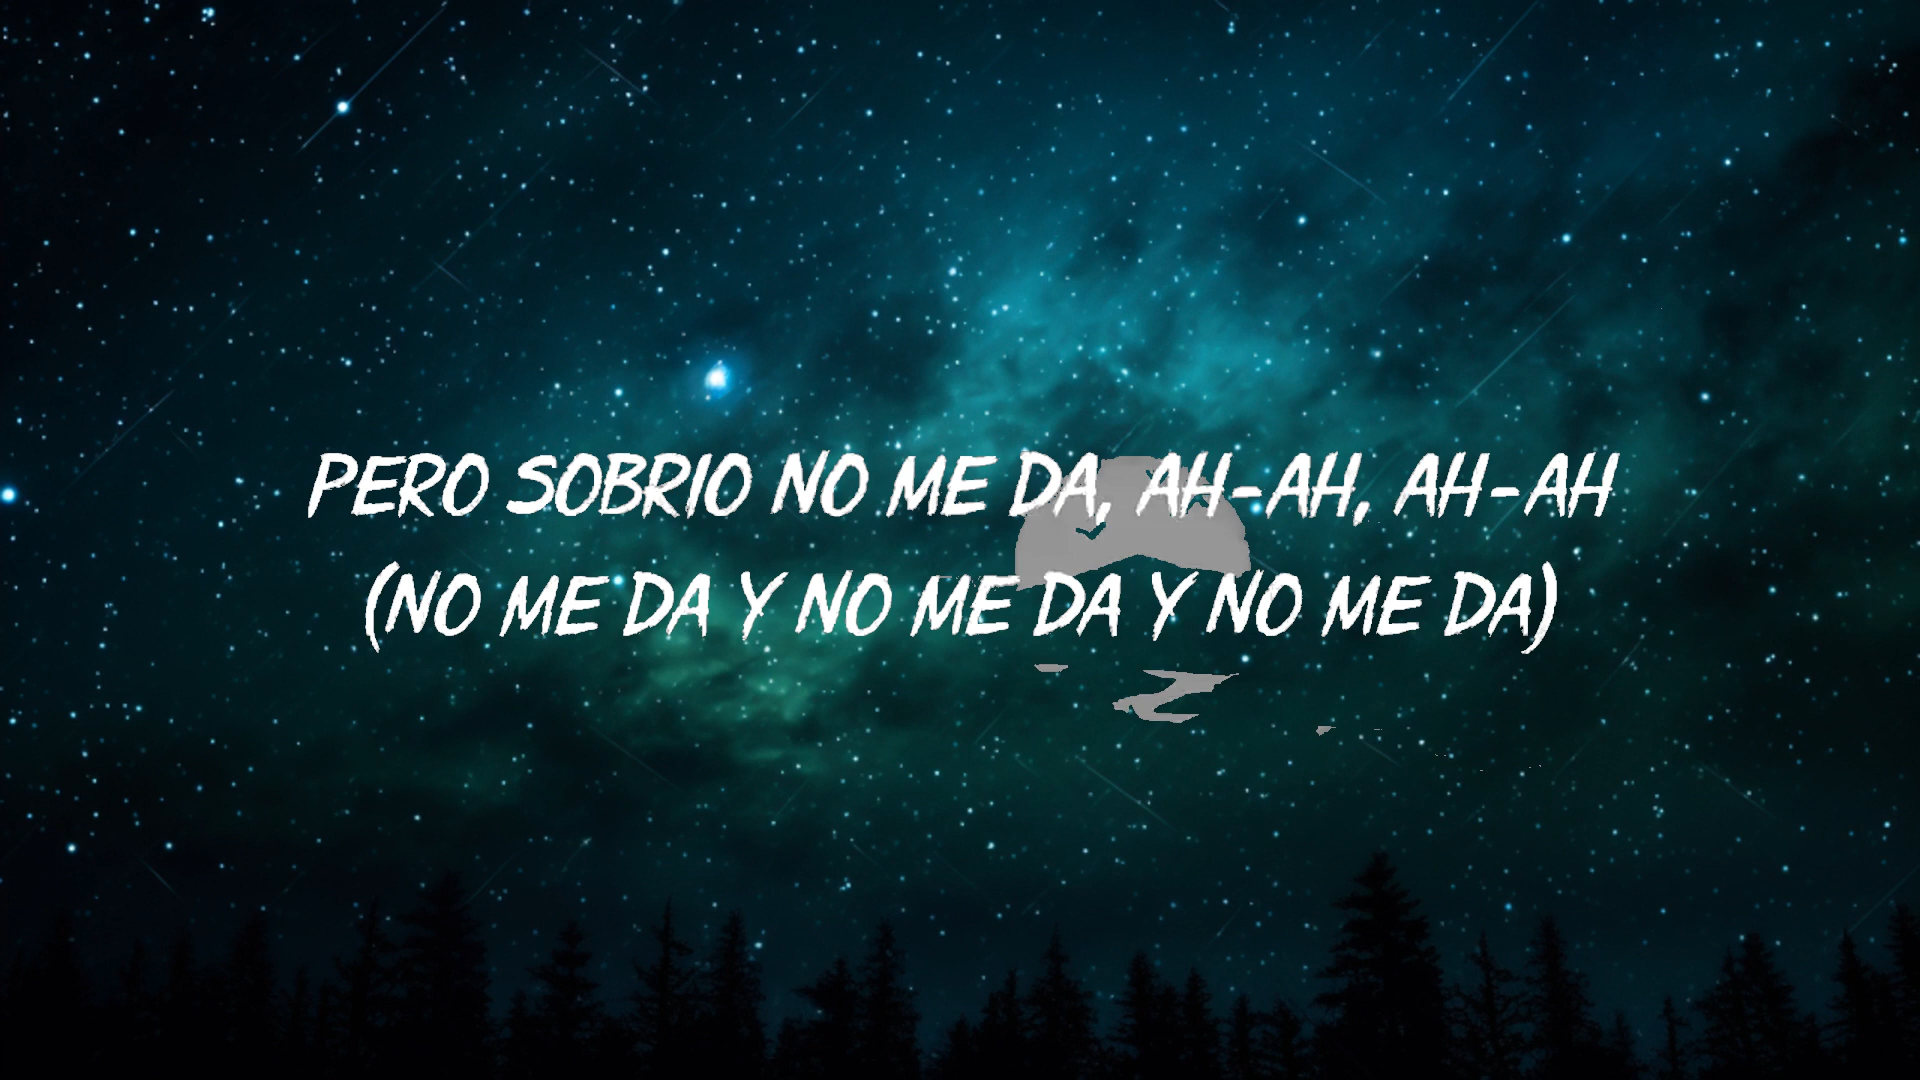 PERO SOBRIO NO ME DA, AH-AH, AH-AH
(NO ME DA Y NO ME DA Y NO ME DA)